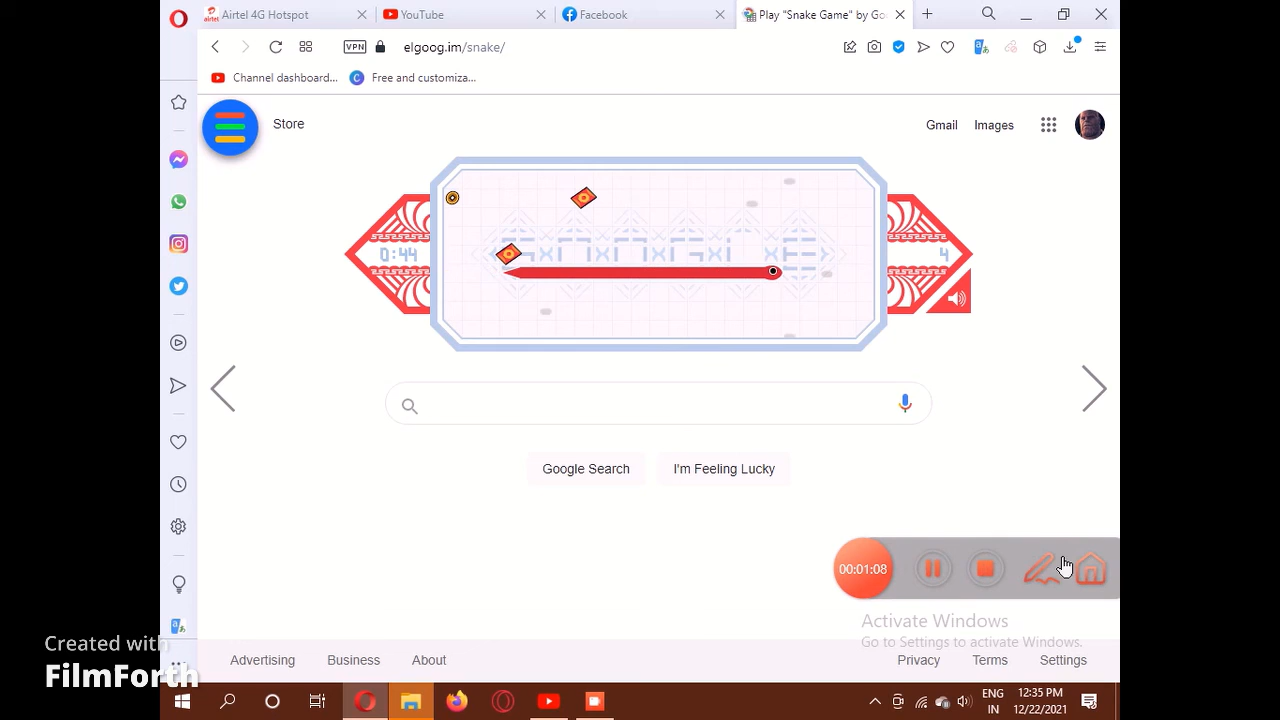 Airtel 4G Hotspot
YouTube
Facebook
Play "Snake Game" by Go
VPN
elgoog.im/snake/
Channel dashboard...
Free and customiza...
Store
Gmail
Images
0:44
4
Google Search
I'm Feeling Lucky
00:01:08
Activate Windows
Go to Settings to activate Windows.
Created with
FilmForth
Advertising
Business
About
Privacy
Terms
Settings
ENG
IN
12:35 PM
12/22/2021